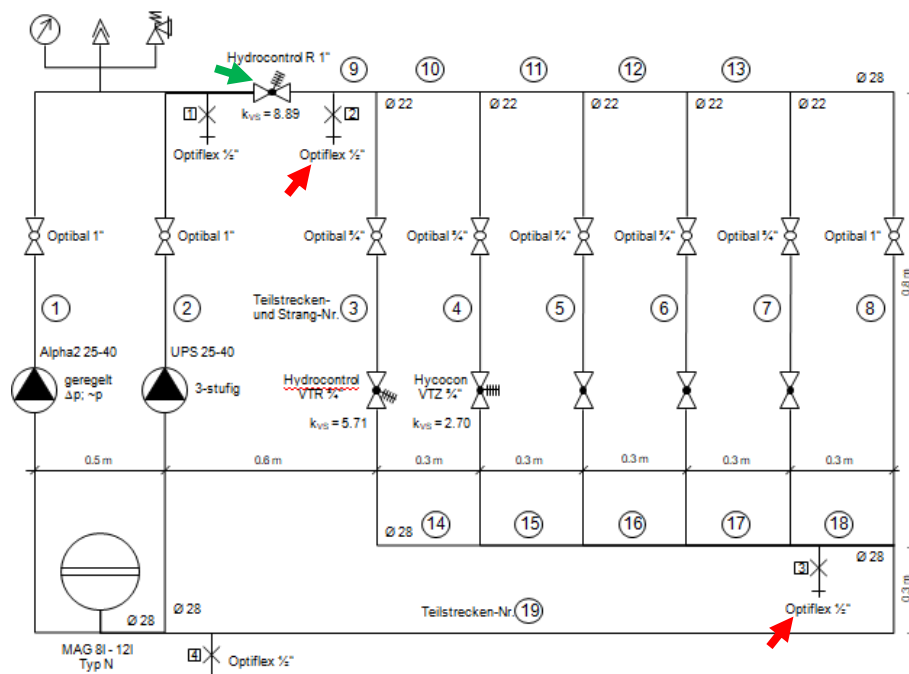 Hydrocontrol R 1"
9
10
11
12
13
Ø 28
Ø 22
Ø 22
Ø 22
Ø 22
Ø 22
1
kVS = 8.89
2
Optiflex ½"
Optiflex ½"
Optibal 1"
Optibal 1"
Optibal ¾"
Optibal ¾"
Optibal ¾"
Optibal ¾"
Optibal ¾"
Optibal 1"
0.8 m
Teilstrecken-
und Strang-Nr.
1
2
3
4
5
6
7
8
Alpha2 25-40
geregelt
Δp; ~p
UPS 25-40
3-stufig
Hydrocontrol
VTR ¾"
kVS = 5.71
Hycocon
VTZ ¾"
kVS = 2.70
0.5 m
0.6 m
0.3 m
0.3 m
0.3 m
0.3 m
0.3 m
Ø 28
14
15
16
17
18
Ø 28
3
0.3 m
Optiflex ½"
Ø 28
Ø 28
Teilstrecken-Nr.
19
MAG 8l - 12l
Typ N
4
Optiflex ½"